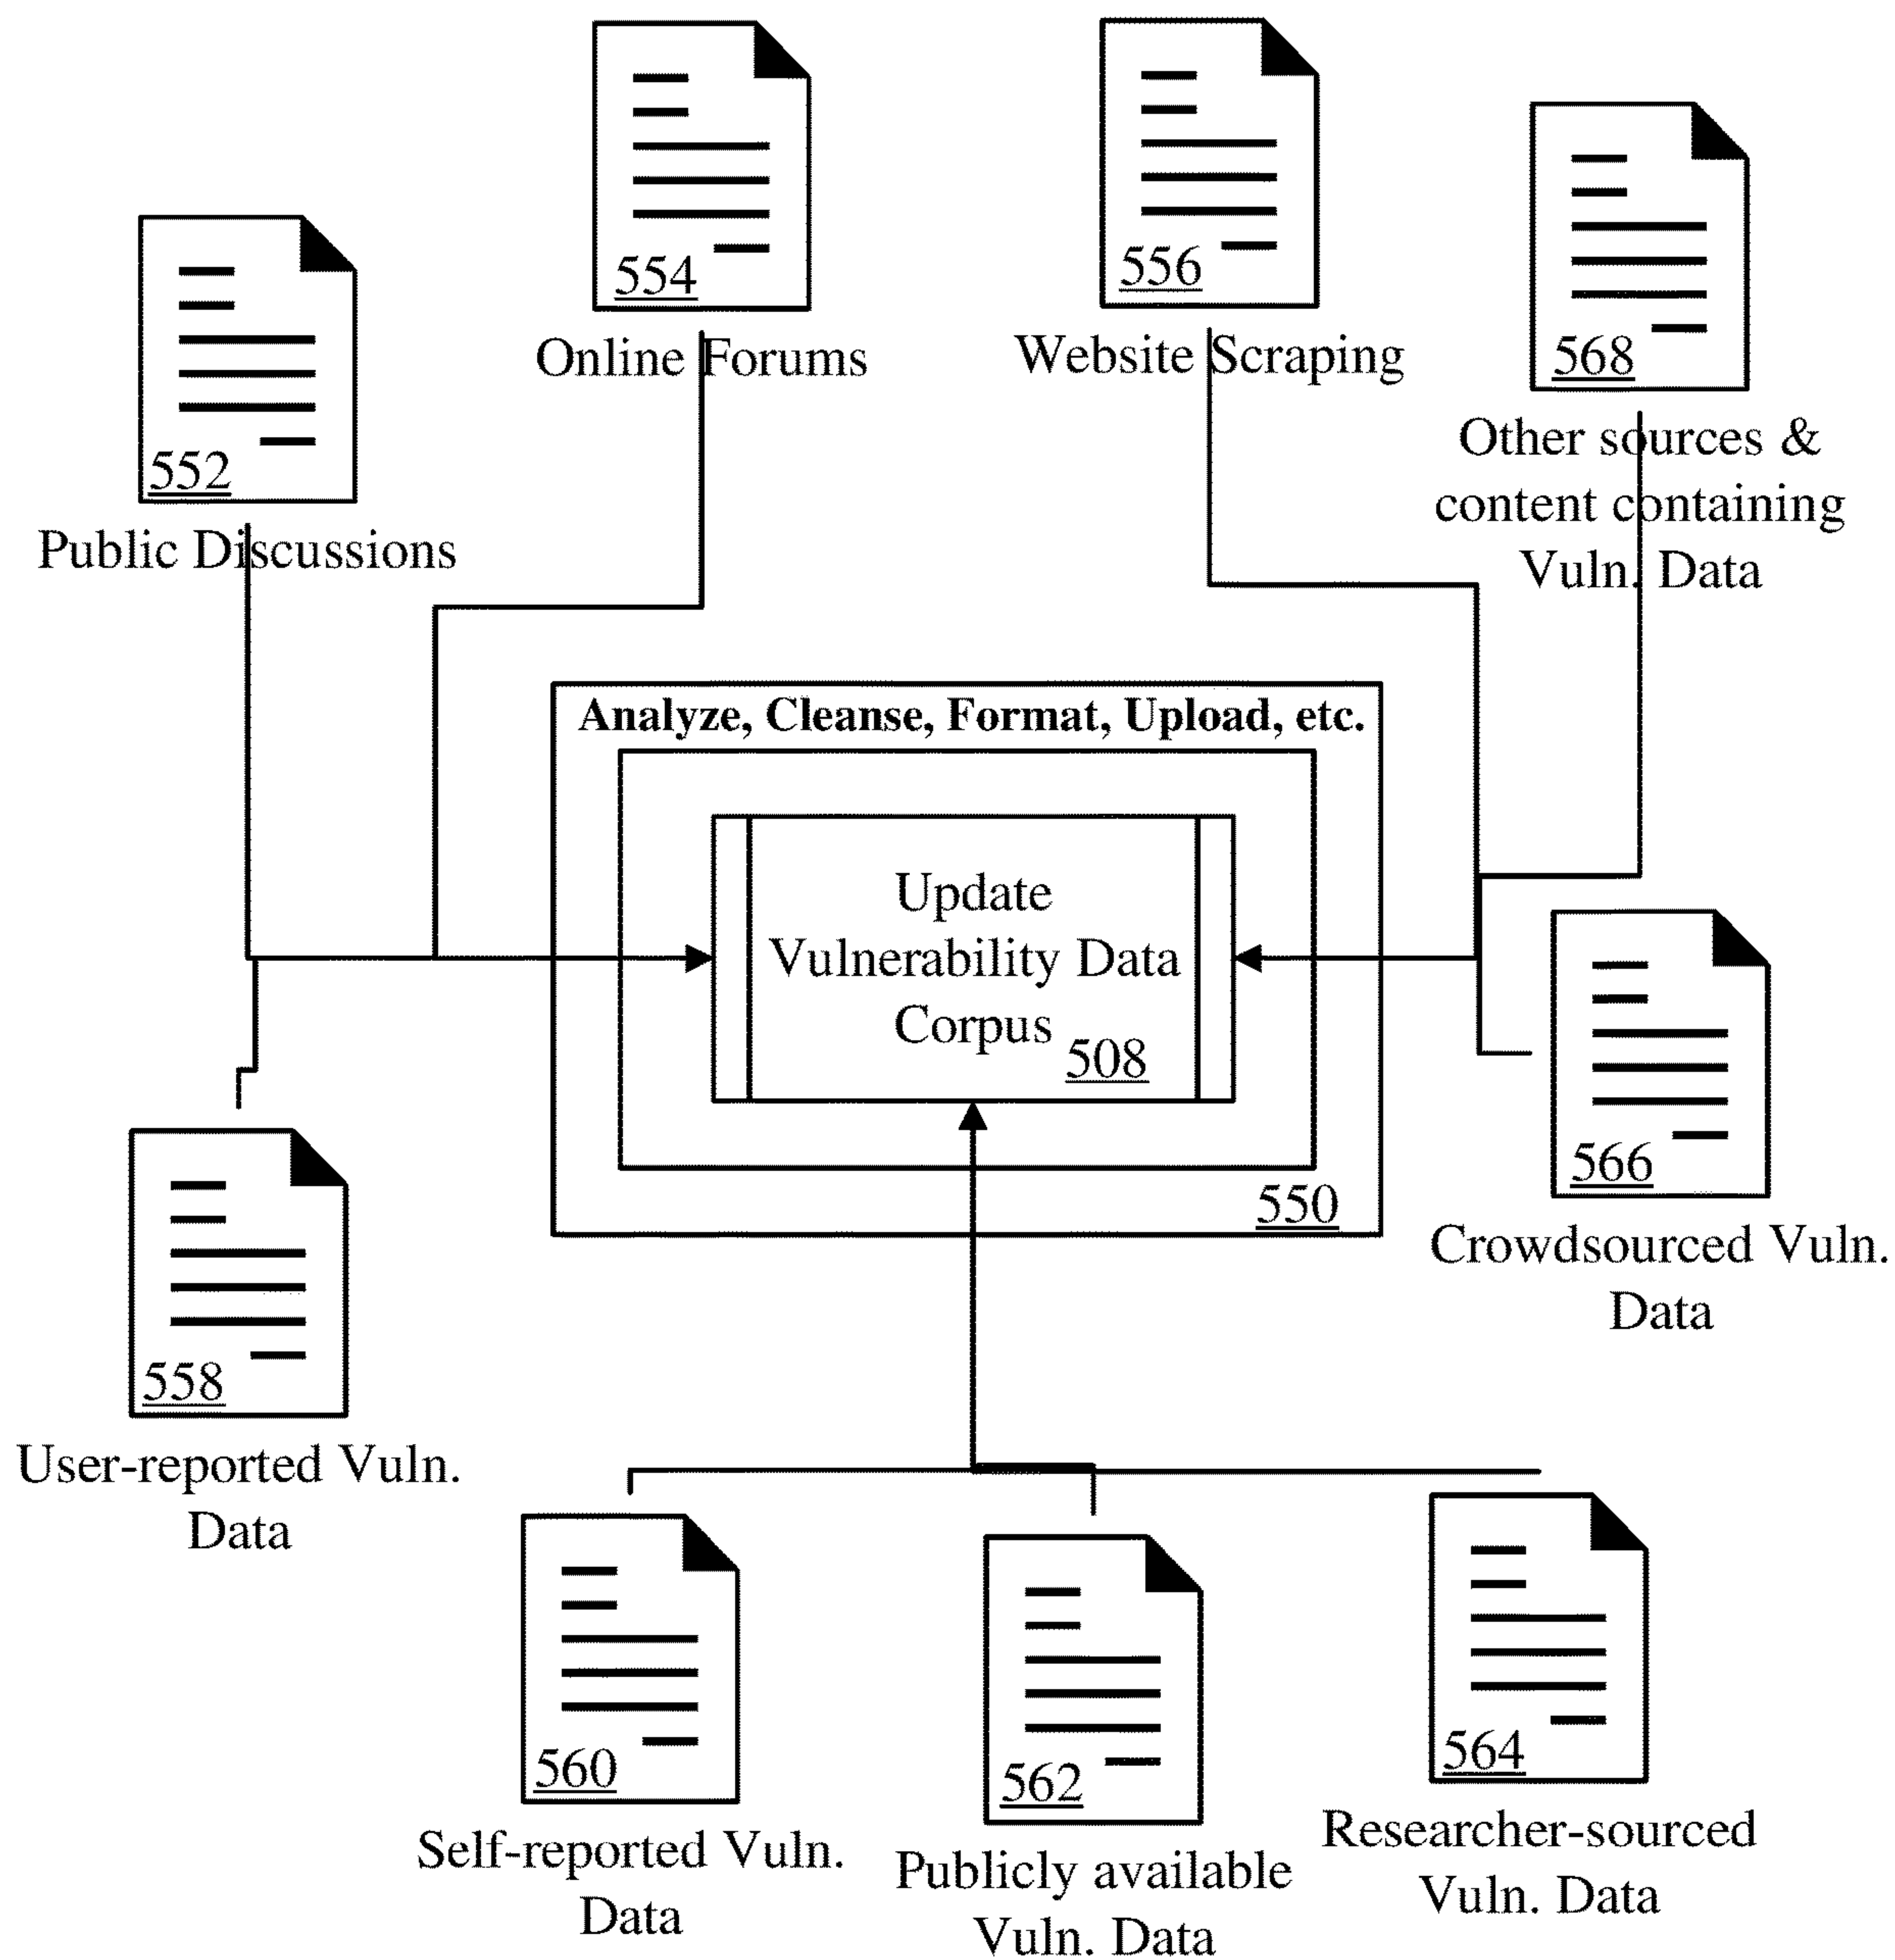 554
Online Forums
556
Website Scraping
568
Other sources &
content containing
Vuln. Data
552
Public Discussions
Analyze, Cleanse, Format, Upload, etc.
Update
Vulnerability Data
Corpus
508
550
566
Crowdsourced Vuln.
Data
558
User-reported Vuln.
Data
560
Self-reported Vuln.
Data
562
Publicly available
Vuln. Data
564
Researcher-sourced
Vuln. Data